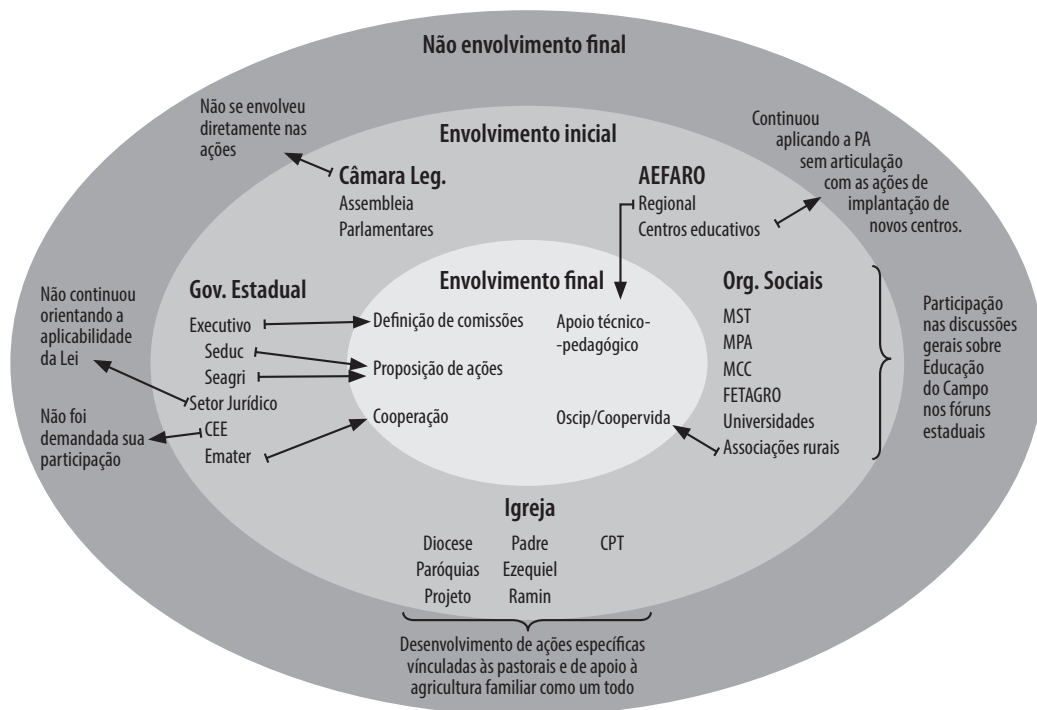 Não envolvimento final
Não se envolveu
diretamente nas
ações
Envolvimento inicial
Continuou
aplicando a PA
sem articulação
com as ações de
implantação de
novos centros.
Câmara Leg.
Assembleia
Parlamentares
AEFARO
Regional
Centros educativos
Não continuou
orientando a
aplicabilidade
da Lei
Não foi
demandada sua
participação
Gov. Estadual
Executivo
Seduc
Seagri
Setor Jurídico
CEE
Emater
Envolvimento final
Definição de comissões
Proposição de ações
Cooperação
Apoio técnico-
-pedagógico
Oscip/Coopervida
Org. Sociais
MST
MPA
MCC
FETAGRO
Universidades
Associações rurais
Participação
nas discussões
gerais sobre
Educação
do Campo
nos fóruns
estaduais
Igreja
Diocese Padre CPT
Paróquias Ezequiel
Projeto Ramin
Desenvolvimento de ações específicas
vínculadas às pastorais e de apoio à
agricultura familiar como um todo